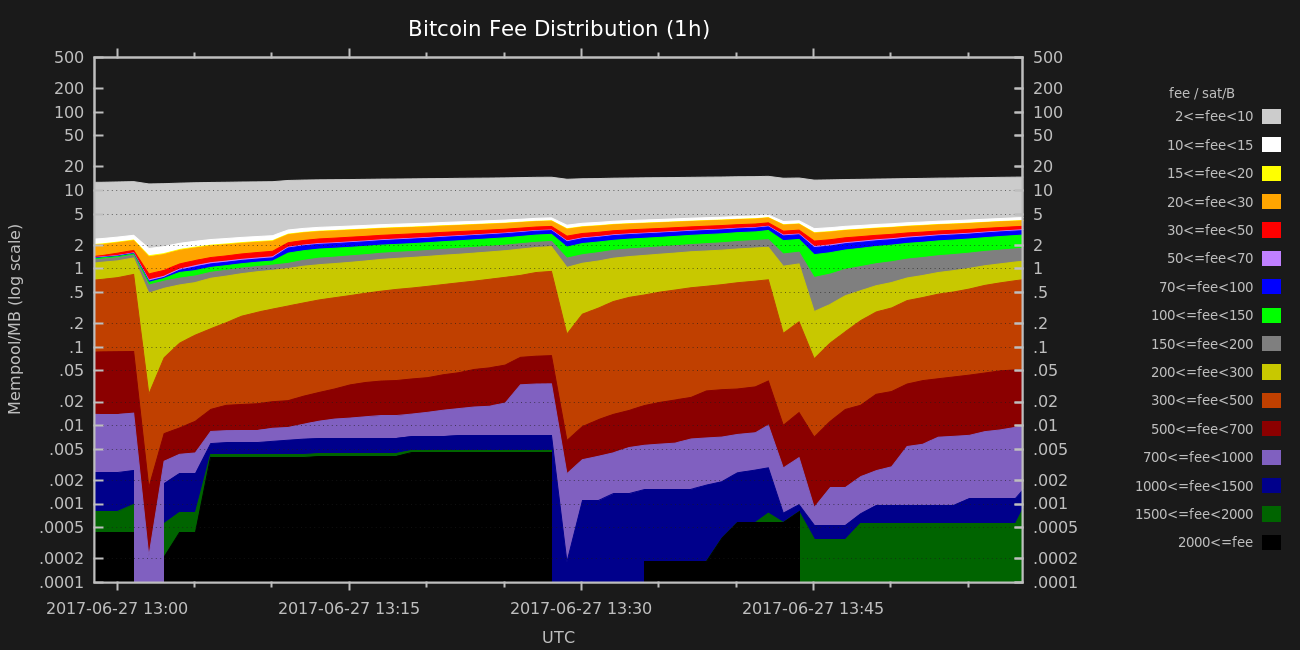 Bitcoin Fee Distribution (1h)
Mempool/MB (log scale)
500
200
100
50
20
10
5
2
1
.5
.2
.1
.05
.02
.01
.005
.002
.001
.0005
.0002
.0001
500
200
100
50
20
10
5
2
1
.5
.2
.1
.05
.02
.01
.005
.002
.001
.0005
.0002
.0001
2017-06-27 13:00 2017-06-27 13:15 2017-06-27 13:30 2017-06-27 13:45
UTC
fee / sat/B
2<=fee<10
10<=fee<15
15<=fee<20
20<=fee<30
30<=fee<50
50<=fee<70
70<=fee<100
100<=fee<150
150<=fee<200
200<=fee<300
300<=fee<500
500<=fee<700
700<=fee<1000
1000<=fee<1500
1500<=fee<2000
2000<=fee